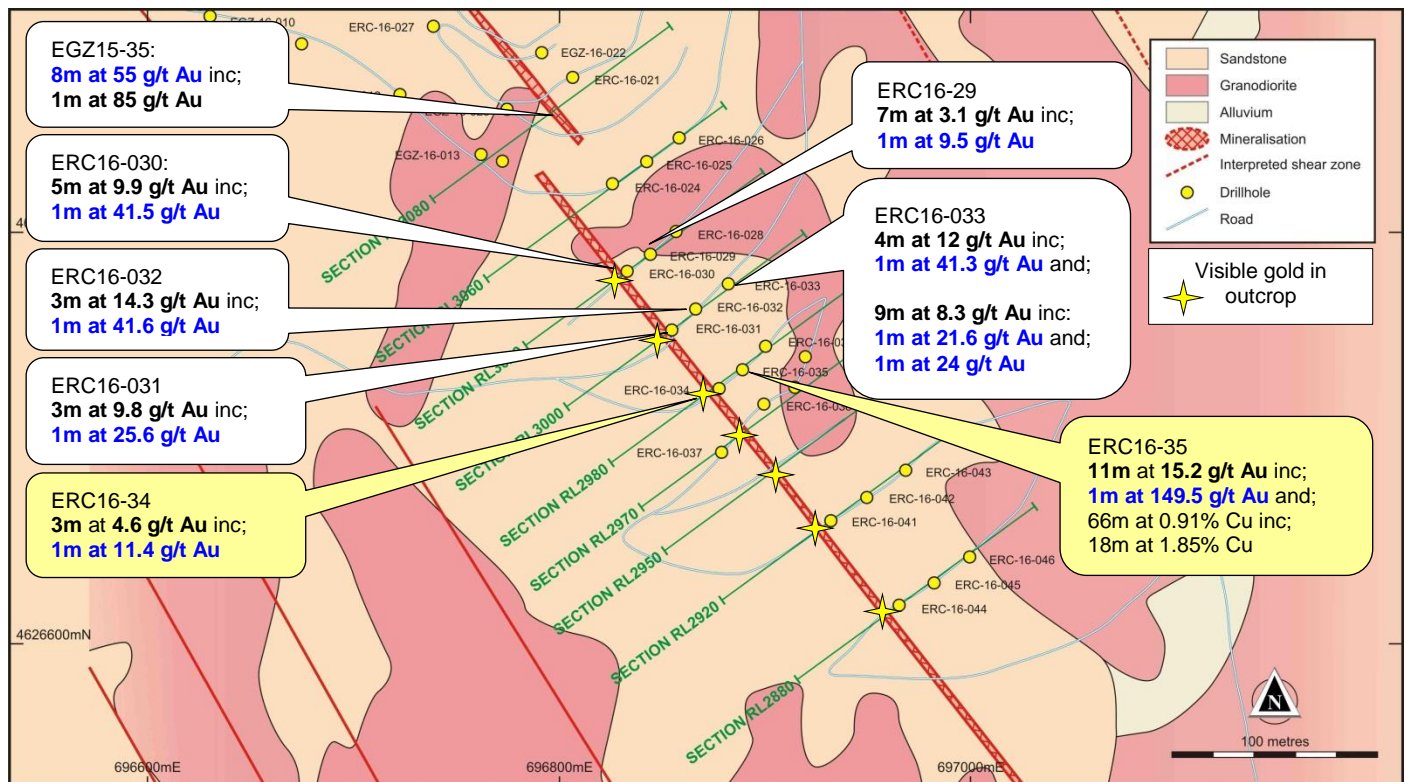 EGZ15-35:
8m at 55 g/t Au inc;
1m at 85 g/t Au
ERC16-030:
5m at 9.9 g/t Au inc;
1m at 41.5 g/t Au
ERC16-032
3m at 14.3 g/t Au inc;
1m at 41.6 g/t Au
ERC16-031
3m at 9.8 g/t Au inc;
1m at 25.6 g/t Au
ERC16-34
3m at 4.6 g/t Au inc;
1m at 11.4 g/t Au
ERC16-29
7m at 3.1 g/t Au inc;
1m at 9.5 g/t Au
ERC16-033
4m at 12 g/t Au inc;
1m at 41.3 g/t Au and;
9m at 8.3 g/t Au inc:
1m at 21.6 g/t Au and;
1m at 24 g/t Au
ERC16-35
11m at 15.2 g/t Au inc;
1m at 149.5 g/t Au and;
66m at 0.91% Cu inc;
18m at 1.85% Cu
Sandstone
Granodiorite
Alluvium
Mineralisation
Interpreted shear zone
Drillhole
Road
Visible gold in
outcrop
ERC-16-027
EGZ-16-022
ERC-16-021
EGZ-16-013
ERC-16-026
ERC-16-025
ERC-16-024
ERC-16-028
ERC-16-029
ERC-16-030
ERC-16-033
ERC-16-032
ERC-16-031
ERC-16-035
ERC-16-034
ERC-16-037
ERC-16-043
ERC-16-042
ERC-16-041
ERC-16-046
ERC-16-045
ERC-16-044
SECTION
SECTION
SECTION
SECTION RL3000
SECTION RL2980
SECTION RL2970
SECTION RL2950
SECTION RL2920
SECTION RL2880
4626600mN
696600mE
696800mE
697000mE
N
100 metres